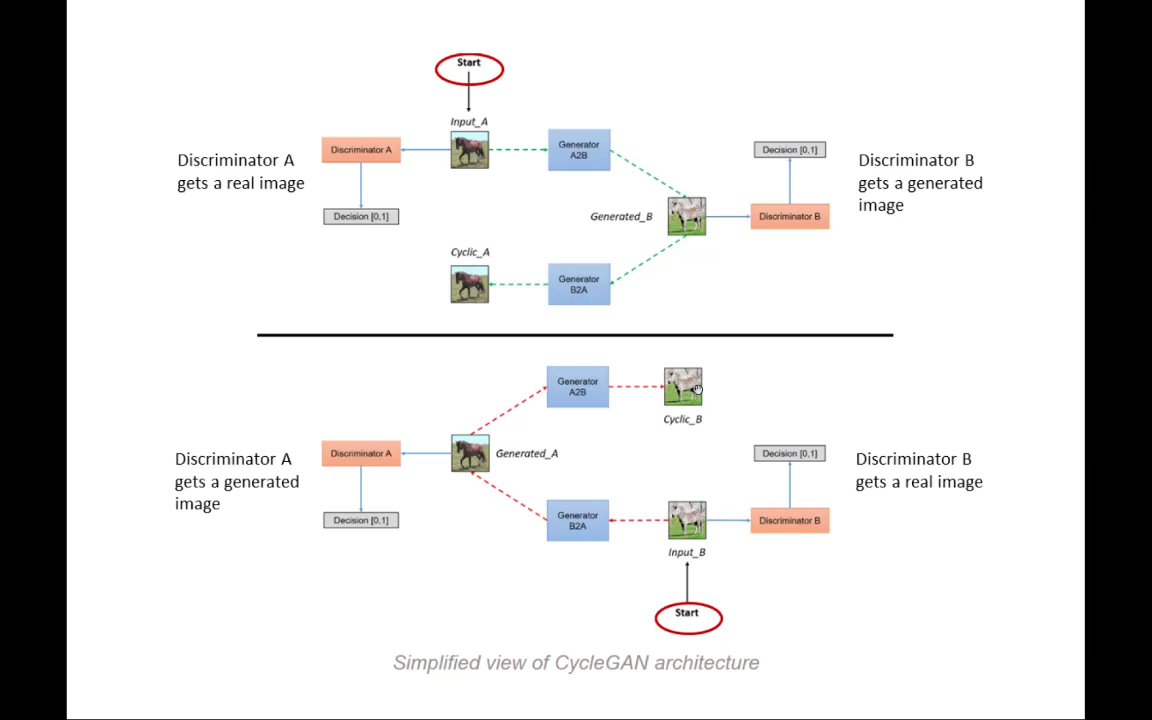 Start
Input_A
Discriminator A
gets a real image
Discriminator A
Decision [0,1]
Generator
A2B
Generated_B
Decision [0,1]
Discriminator B
Discriminator B
gets a generated
image
Cyclic_A
Generator
B2A
Generator
A2B
Cyclic_B
Discriminator A
gets a generated
image
Discriminator A
Decision [0,1]
Generated_A
Generator
B2A
Input_B
Start
Decision [0,1]
Discriminator B
Discriminator B
gets a real image
Simplified view of CycleGAN architecture